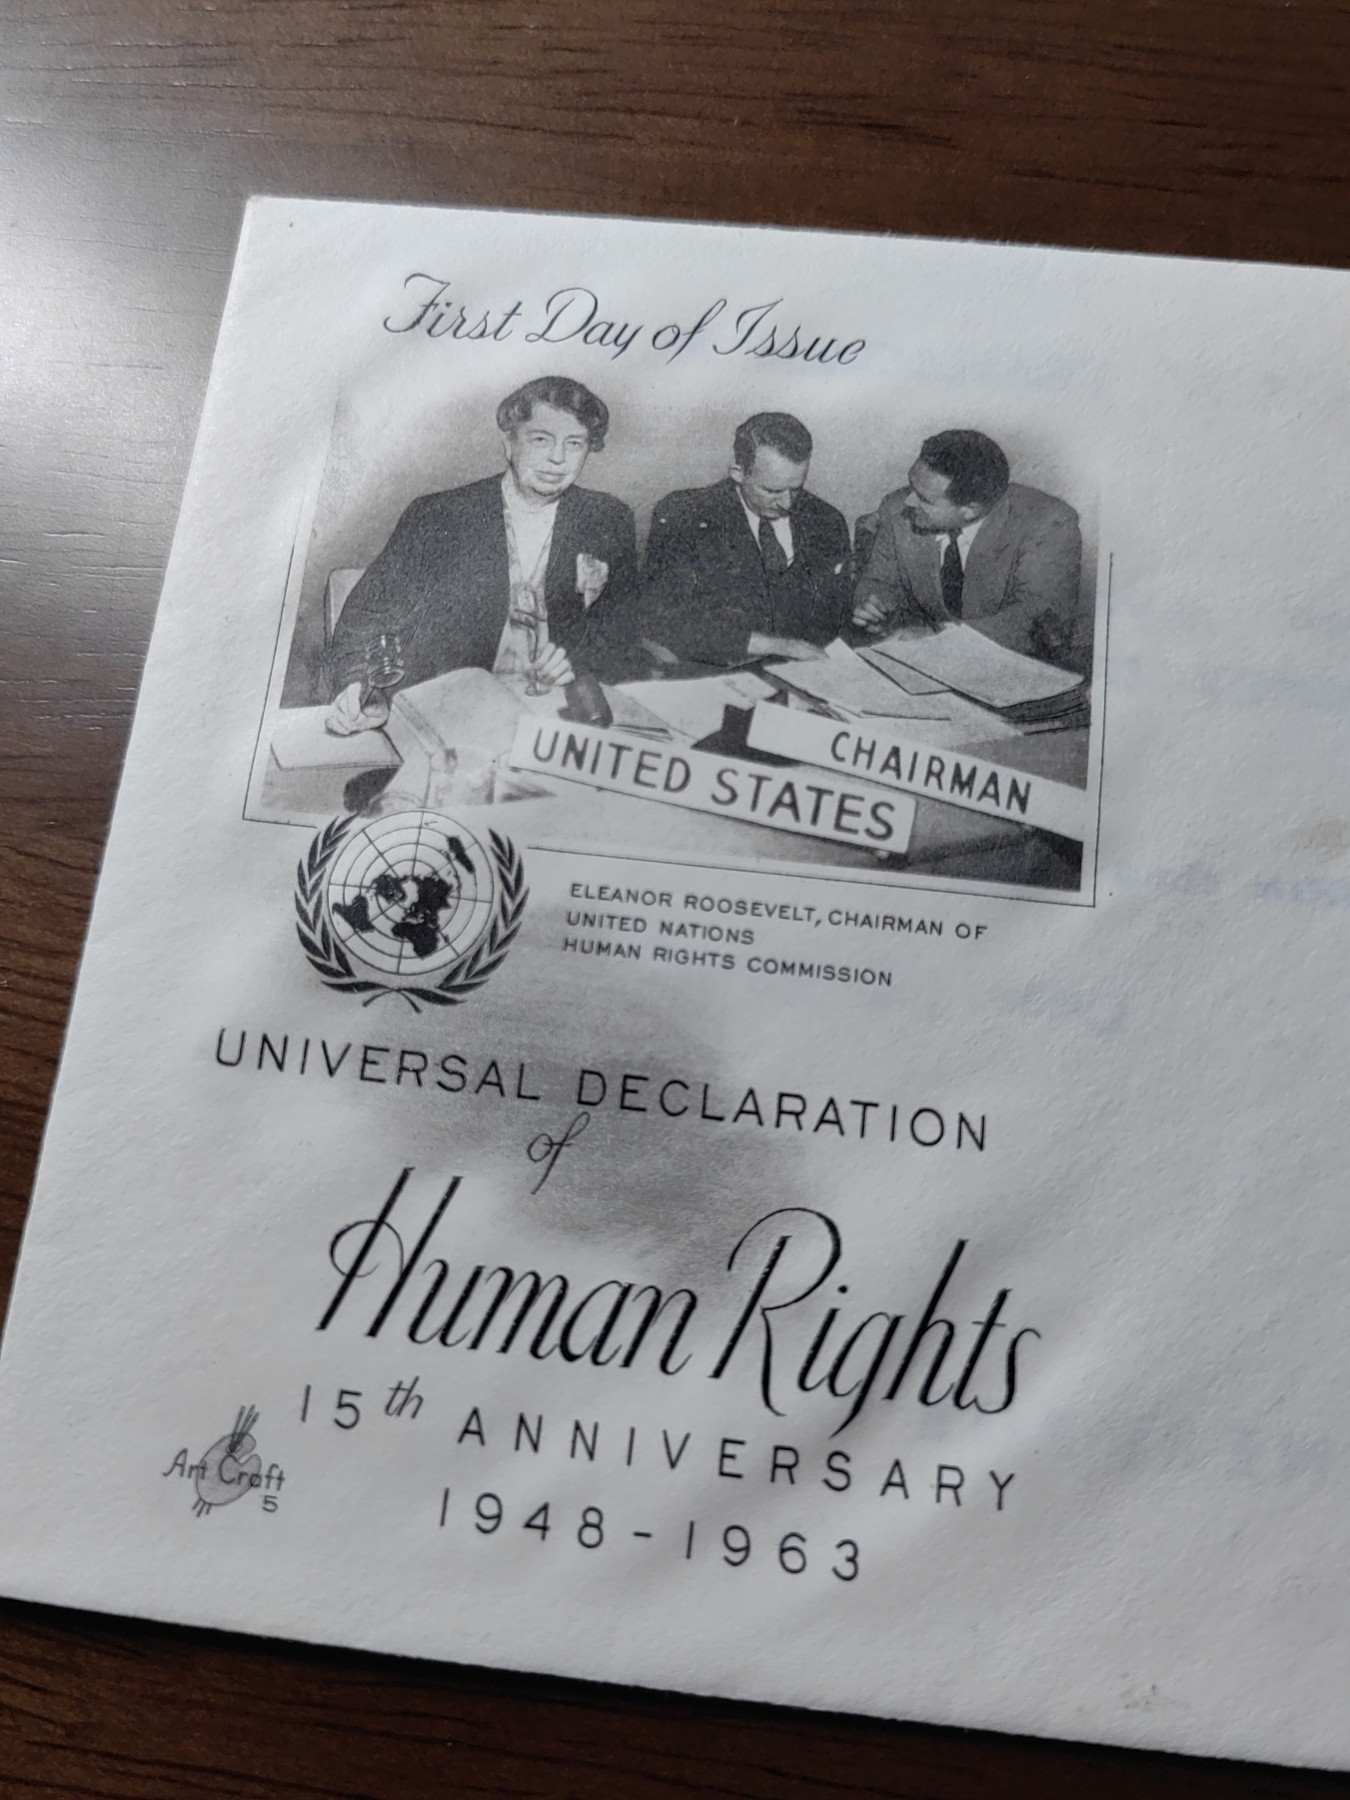 First Day of Issue
UNITED STATES
CHAIRMAN
ELEANOR ROOSEVELT, CHAIRMAN OF
UNITED NATIONS
HUMAN RIGHTS COMMISSION
UNIVERSAL DECLARATION
of
Human Rights
15th ANNIVERSARY
1948-1963
Art Craft
5